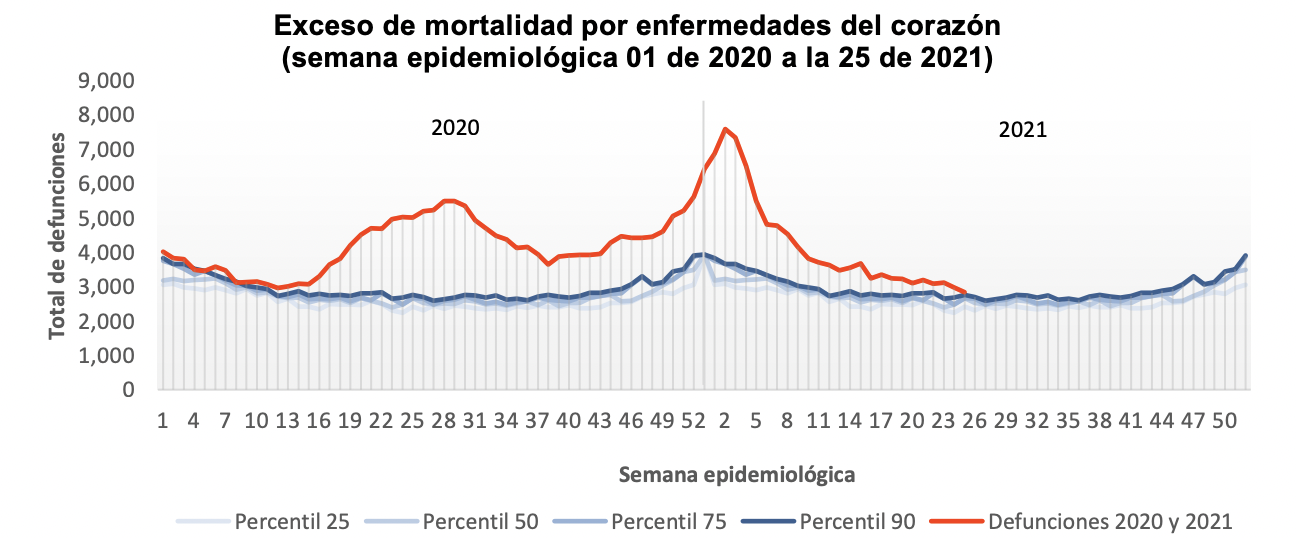 Exceso de mortalidad por enfermedades del corazón
(semana epidemiológica 01 de 2020 a la 25 de 2021)
9,000
8,000
7,000
6,000
5,000
4,000
3,000
2,000
1,000
0
Total de defunciones
2020
2021
1 4 7 10 13 16 19 22 25 28 31 34 37 40 43 46 49 52 2 5 8 11 14 17 20 23 26 29 32 35 38 41 44 47 50
Semana epidemiológica
Percentil 25 Percentil 50 Percentil 75 Percentil 90 Defunciones 2020 y 2021